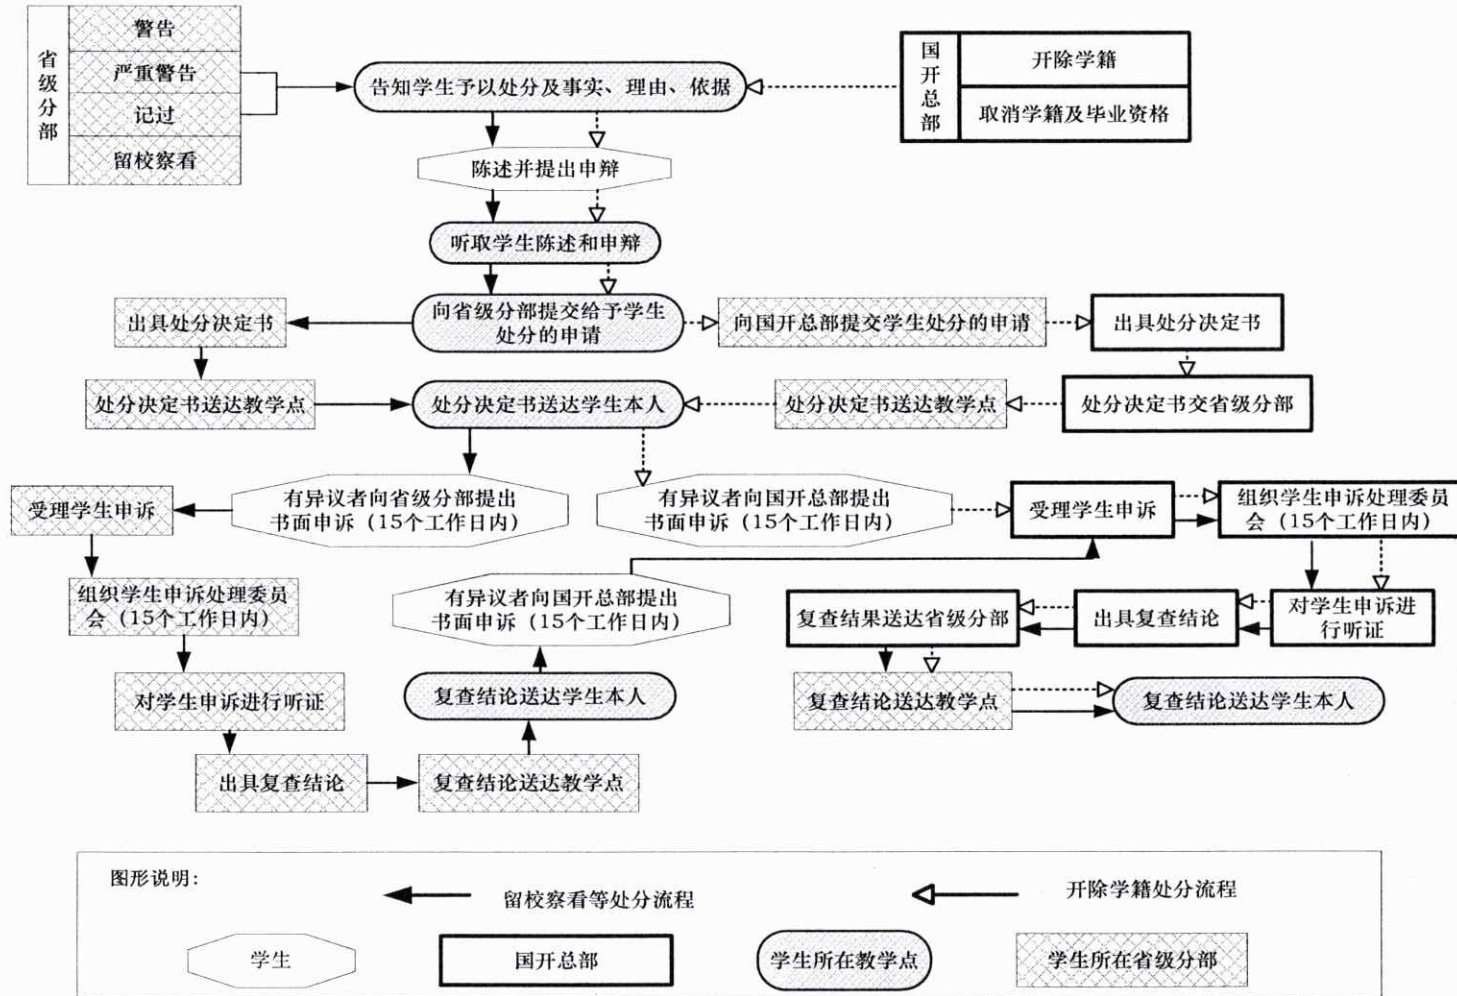 省级分部
警告
严重警告
记过
留校察看
国开总部
开除学籍
取消学籍及毕业资格
告知学生予以处分及事实、理由、依据
陈述并提出申辩
听取学生陈述和申辩
出具处分决定书
向省级分部提交给予学生
处分的申请
向国开总部提交学生处分的申请
出具处分决定书
处分决定书送达教学点
处分决定书送达学生本人
处分决定书送达教学点
处分决定书交省级分部
受理学生申诉
有异议者向省级分部提出
书面申诉（15个工作日内）
有异议者向国开总部提出
书面申诉（15个工作日内）
受理学生申诉
组织学生申诉处理委员
会（15个工作日内）
组织学生申诉处理委员
会（15个工作日内）
有异议者向国开总部提出
书面申诉（15个工作日内）
复查结果送达省级分部
出具复查结论
对学生申诉进
行听证
对学生申诉进行听证
复查结论送达学生本人
复查结论送达教学点
复查结论送达学生本人
出具复查结论
复查结论送达教学点
图形说明：
留校察看等处分流程
开除学籍处分流程
学生
国开总部
学生所在教学点
学生所在省级分部